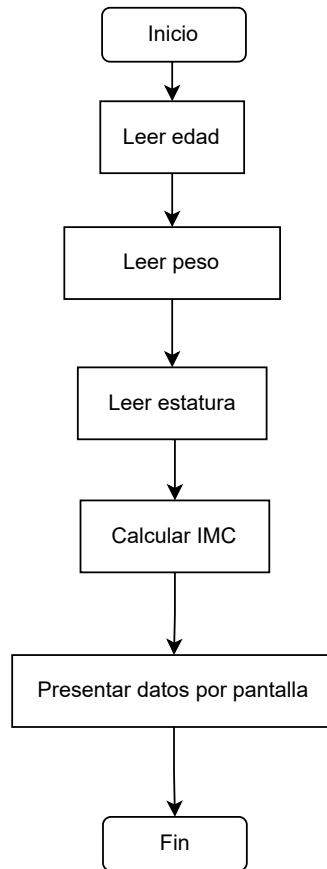 Inicio
Leer edad
Leer peso
Leer estatura
Calcular IMC
Presentar datos por pantalla
Fin